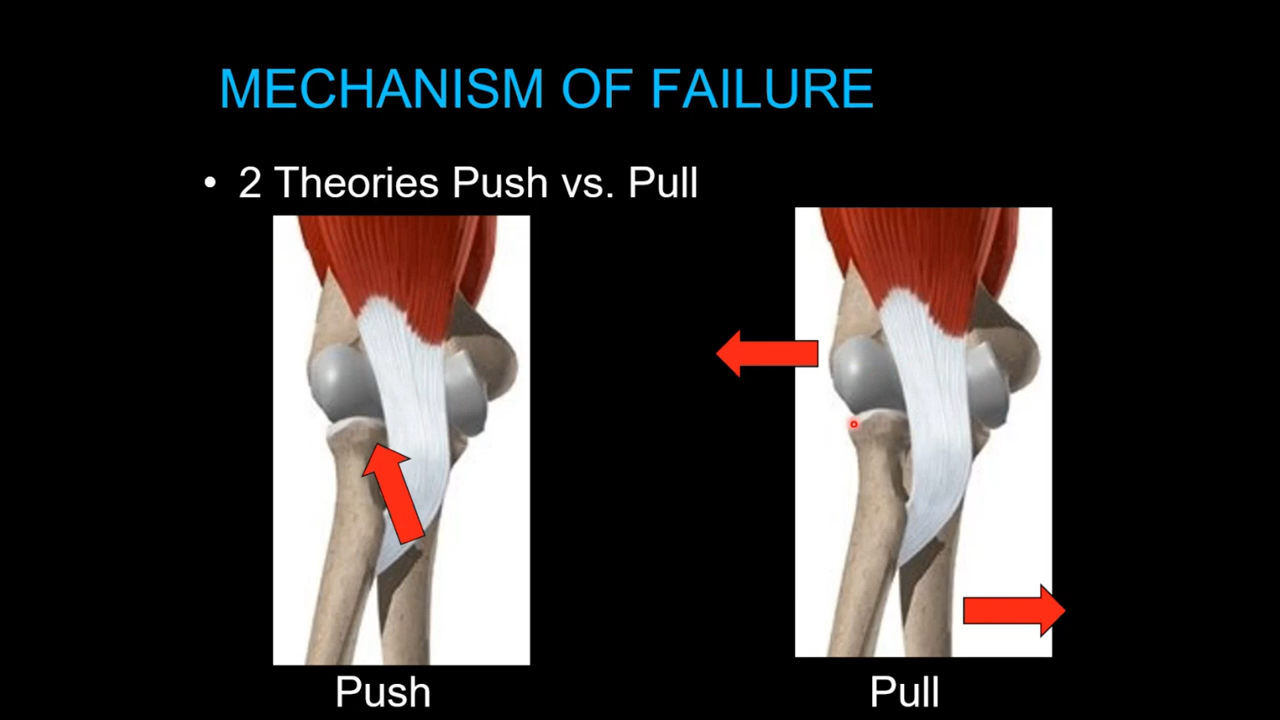 MECHANISM OF FAILURE
• 2 Theories Push vs. Pull
Push
Pull